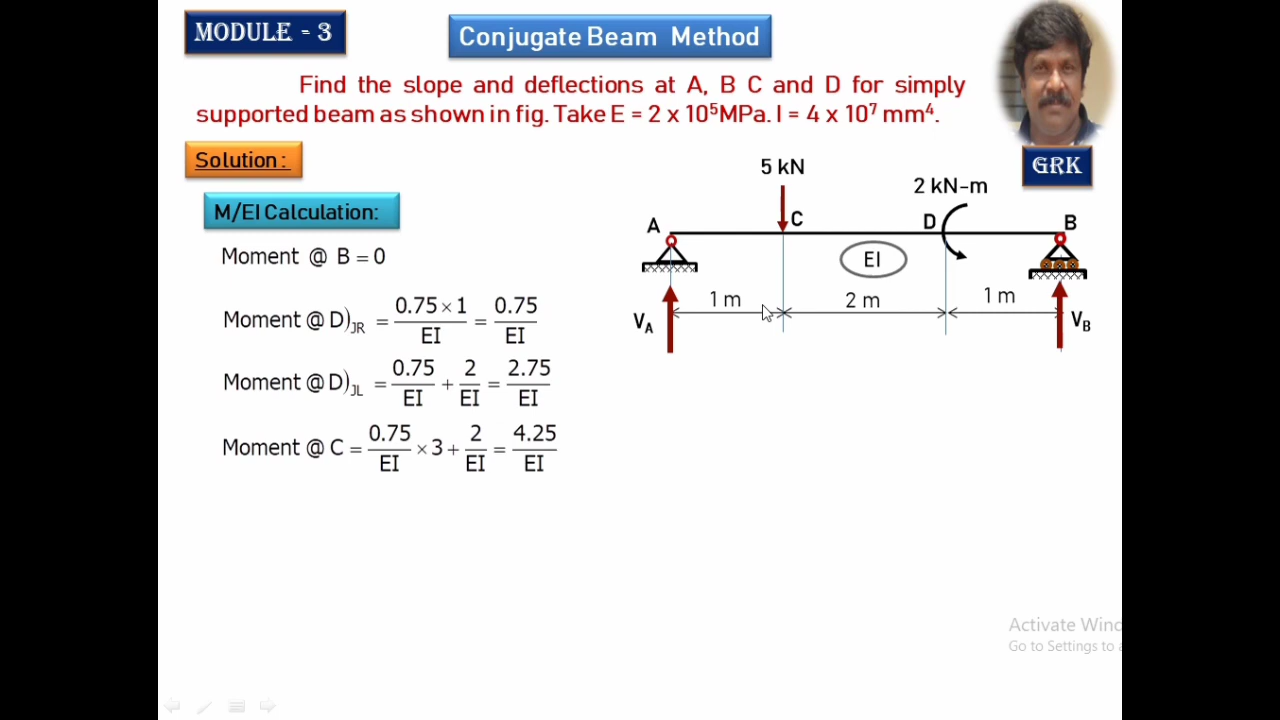 MODULE - 3
Conjugate Beam Method
Find the slope and deflections at A, B C and D for simply
supported beam as shown in fig. Take E = 2 x 10⁵MPa. I = 4 x 10⁷ mm⁴.
GRK
Solution :
M/EI Calculation:
Moment @ B = 0
Moment @ D)JR = 0.75 × 1 / EI = 0.75 / EI
Moment @ D)JL = 0.75 / EI + 2 / EI = 2.75 / EI
Moment @ C = 0.75 / EI × 3 + 2 / EI = 4.25 / EI
5 kN
2 kN-m
A
C
D
B
EI
1 m
2 m
1 m
VA
VB
Activate Winc
Go to Settings to a